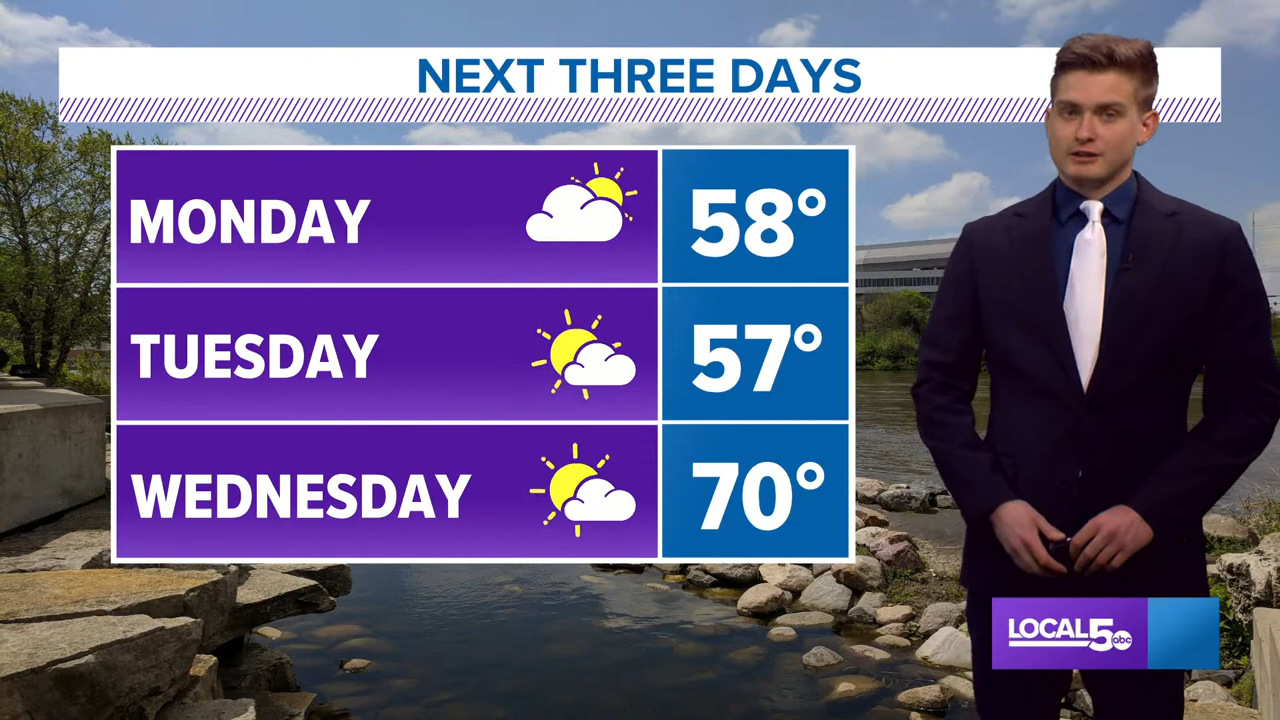 NEXT THREE DAYS
MONDAY 58°
TUESDAY 57°
WEDNESDAY 70°
LOCAL 5 abc